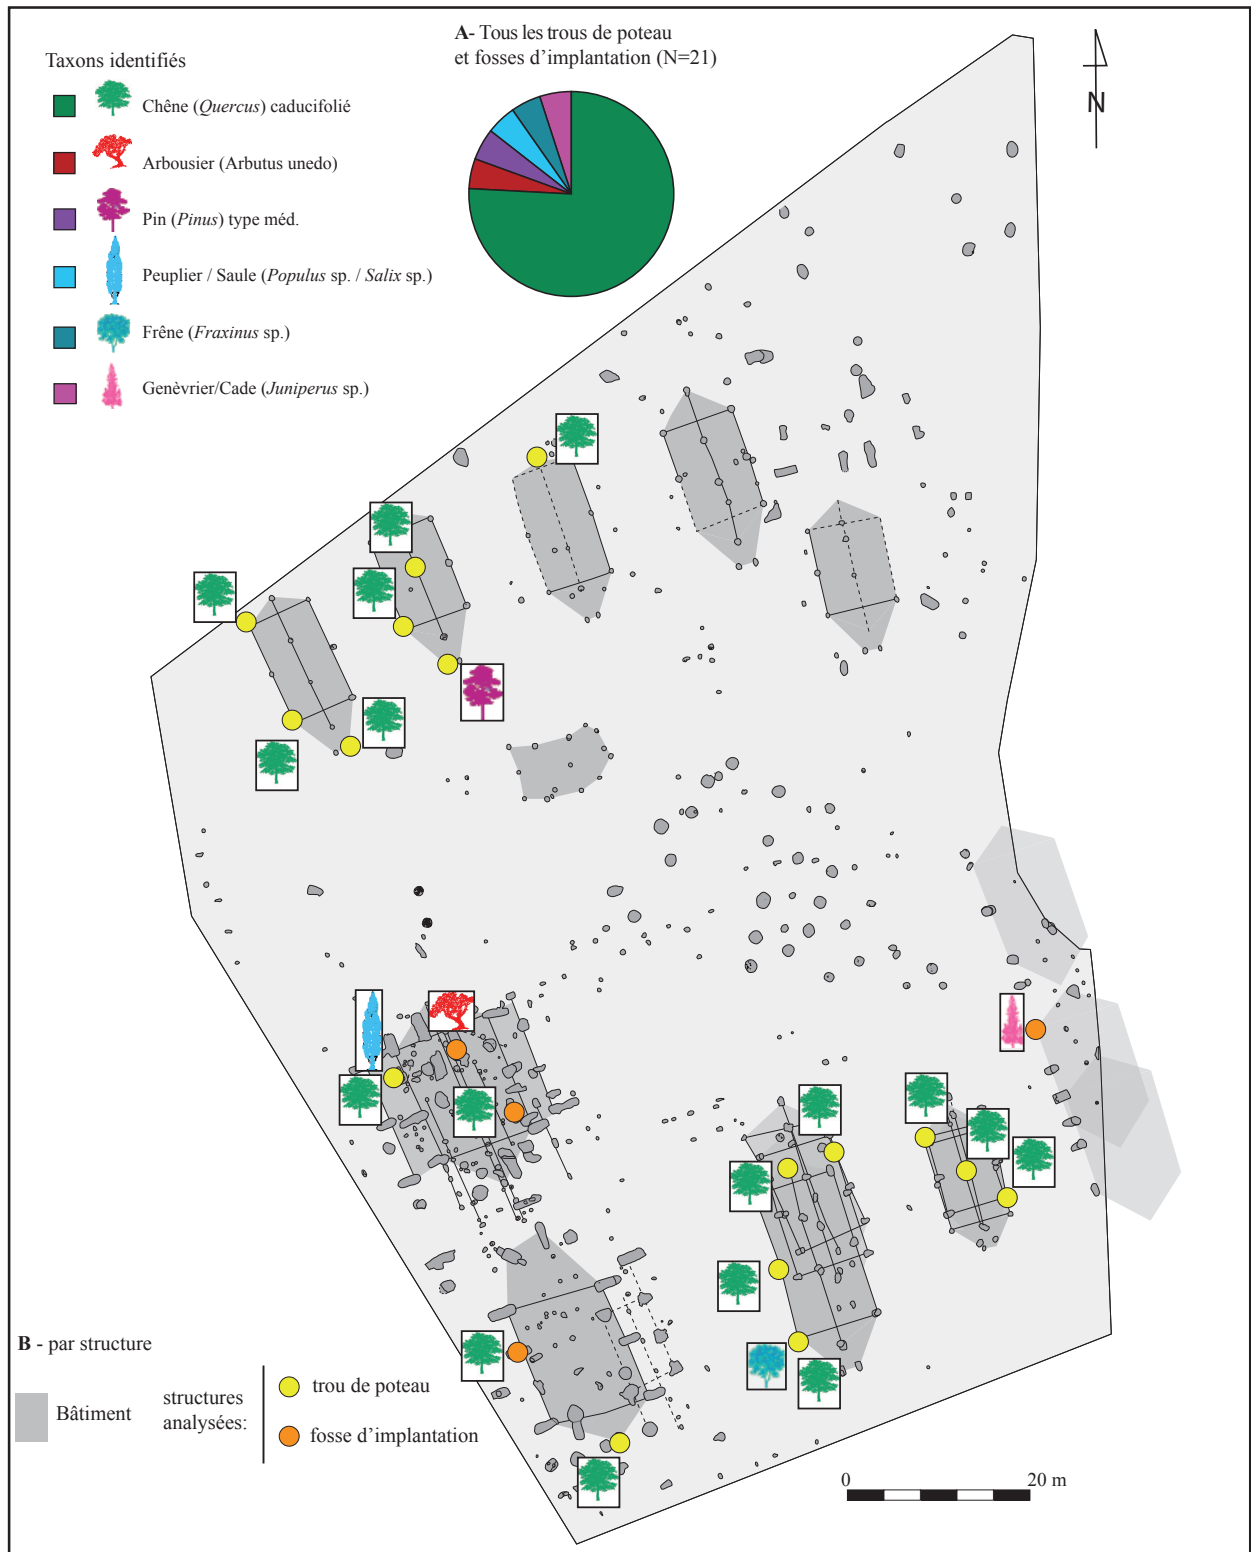 A- Tous les trous de poteau
et fosses d'implantation (N=21)
Taxons identifiés
Chêne (Quercus) caducifolié
Arbousier (Arbutus unedo)
Pin (Pinus) type méd.
Peuplier / Saule (Populus sp. / Salix sp.)
Frêne (Fraxinus sp.)
Genèvrier/Cade (Juniperus sp.)
N
B - par structure
Bâtiment
structures
analysées:
trou de poteau
fosse d'implantation
0 20 m